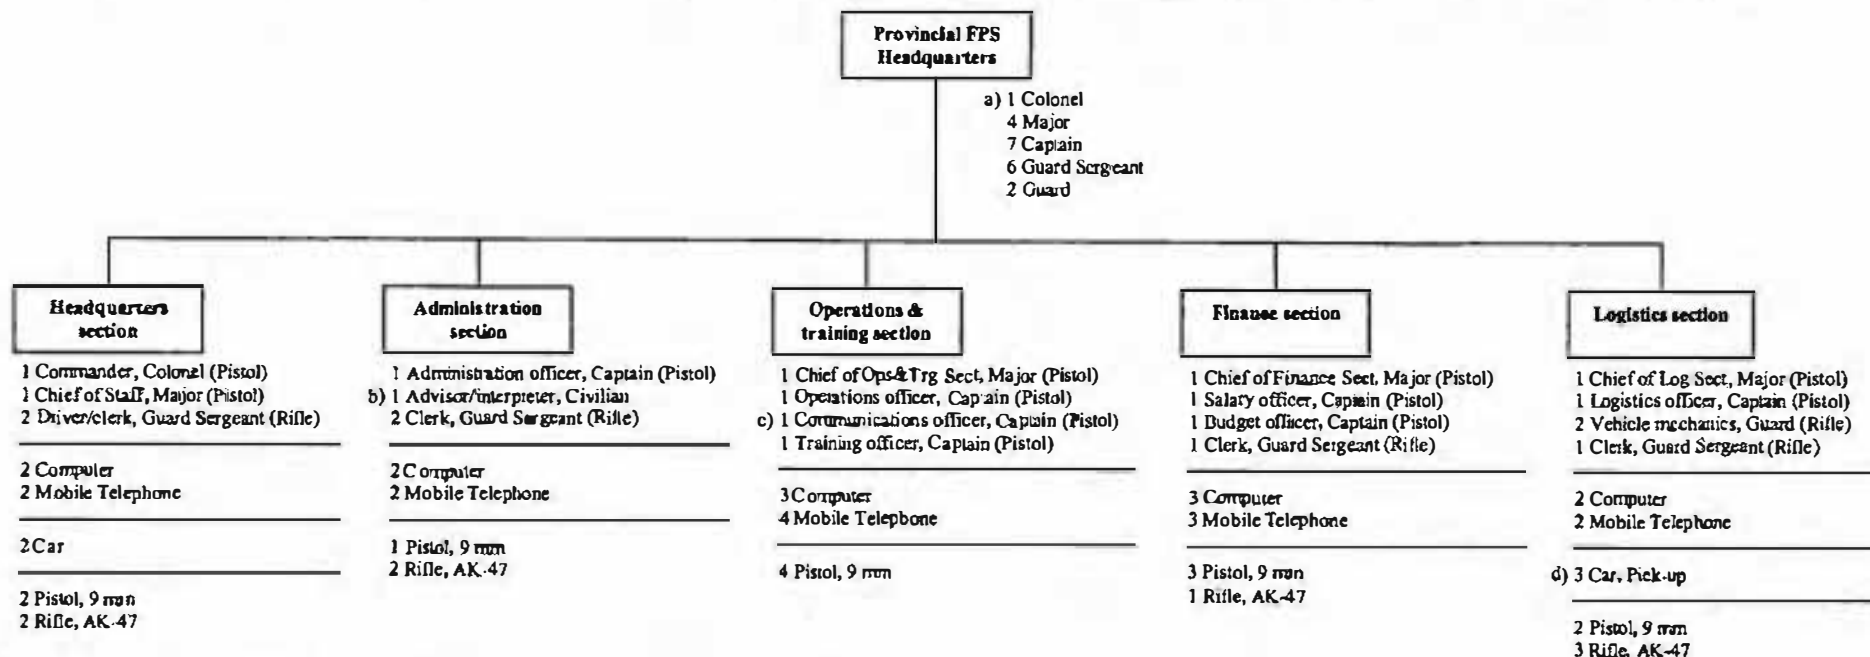 Provincial FPS
Headquarters
a) 1 Colonel
4 Major
7 Captain
6 Guard Sergeant
2 Guard
Headquarters
section
1 Commander, Colonel (Pistol)
1 Chief of Staff, Major (Pistol)
2 Driver/clerk, Guard Sergeant (Rifle)
2 Computer
2 Mobile Telephone
2 Car
2 Pistol, 9 mm
2 Rifle, AK-47
Administration
section
1 Administration officer, Captain (Pistol)
b) 1 Advisor/interpreter, Civilian
2 Clerk, Guard Sergeant (Rifle)
2 Computer
2 Mobile Telephone
1 Pistol, 9 mm
2 Rifle, AK-47
Operations &
training section
1 Chief of Ops&Trg Sect, Major (Pistol)
1 Operations officer, Captain (Pistol)
c) 1 Communications officer, Captain (Pistol)
1 Training officer, Captain (Pistol)
3 Computer
4 Mobile Telephone
4 Pistol, 9 mm
Finance section
1 Chief of Finance Sect, Major (Pistol)
1 Salary officer, Captain (Pistol)
1 Budget officer, Captain (Pistol)
1 Clerk, Guard Sergeant (Rifle)
3 Computer
3 Mobile Telephone
3 Pistol, 9 mm
1 Rifle, AK-47
Logistics section
1 Chief of Log Sect, Major (Pistol)
1 Logistics officer, Captain (Pistol)
2 Vehicle mechanics, Guard (Rifle)
1 Clerk, Guard Sergeant (Rifle)
2 Computer
2 Mobile Telephone
d) 3 Car, Pick-up
2 Pistol, 9 mm
3 Rifle, AK-47